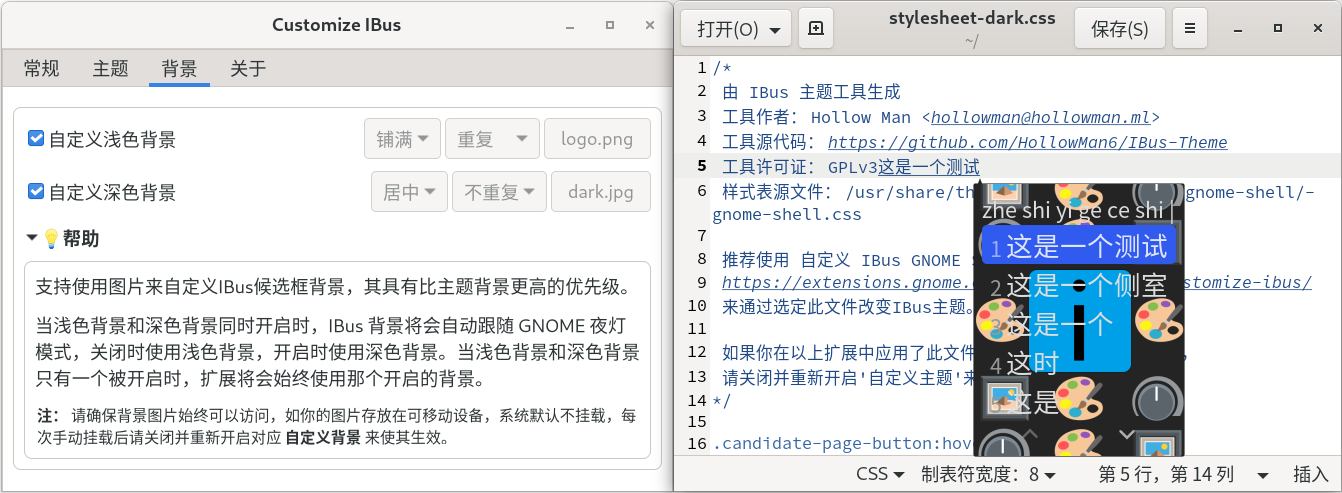 Customize IBus
常规 主题 背景 关于
自定义浅色背景 铺满 重复 logo.png
自定义深色背景 居中 不重复 dark.jpg
帮助
支持使用图片来自定义IBus候选框背景，其具有比主题背景更高的优先级。
当浅色背景和深色背景同时开启时，IBus 背景将会自动跟随 GNOME 夜灯
模式，关闭时使用浅色背景，开启时使用深色背景。当浅色背景和深色背景
只有一个被开启时，扩展将会始终使用那个开启的背景。
注： 请确保背景图片始终可以访问，如你的图片存放在可移动设备，系统默认不挂载，每
次手动挂载后请关闭并重新开启对应 自定义背景 来使其生效。
打开(O) stylesheet-dark.css 保存(S)
~/
1 /*
2 由 IBus 主题工具生成
3 工具作者： Hollow Man <hollowman@hollowman.ml>
4 工具源代码： https://github.com/HollowMan6/IBus-Theme
5 工具许可证： GPLv3这是一个测试
6 样式表源文件： /usr/share/th gnome-shell/-
gnome-shell.css
7
8 推荐使用 自定义 IBus GNOME
9 https://extensions.gnome. stomize-ibus/
10 来通过选定此文件改变IBus主题。
11
12 如果你在以上扩展中应用了此文件
13 请关闭并重新开启'自定义主题'来
14 */
15
16 .candidate-page-button:hov
zhe shi yi ge ce shi |
1 这是一个测试
2 这是一个侧室
3 这是一个
4 这时
这是
CSS 制表符宽度：8 第 5 行，第 14 列 插入